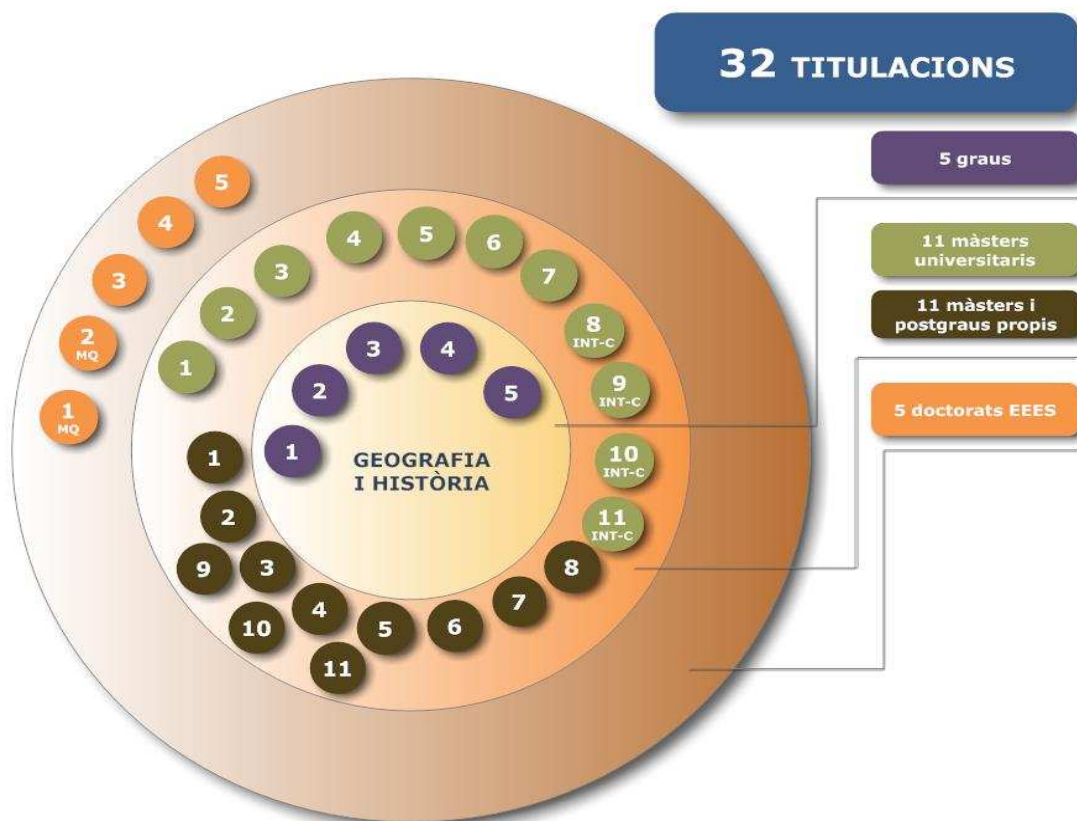 32 TITULACIONS
5 graus
11 màsters
universitaris
11 màsters i
postgraus propis
5 doctorats EEES
5
4
3
2
MQ
1
MQ
1
2
3
4
5
6
7
8
INT-C
9
INT-C
10
INT-C
11
INT-C
1
2
3
4
5
GEOGRAFIA
I HISTÒRIA
1
2
3
4
5
6
7
8
9
10
11